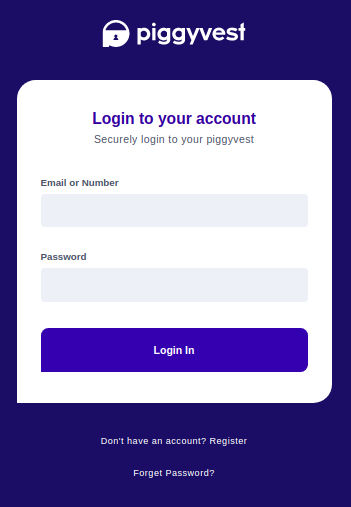 piggyvest
Login to your account
Securely login to your piggyvest
Email or Number
Password
Login In
Don't have an account? Register
Forget Password?